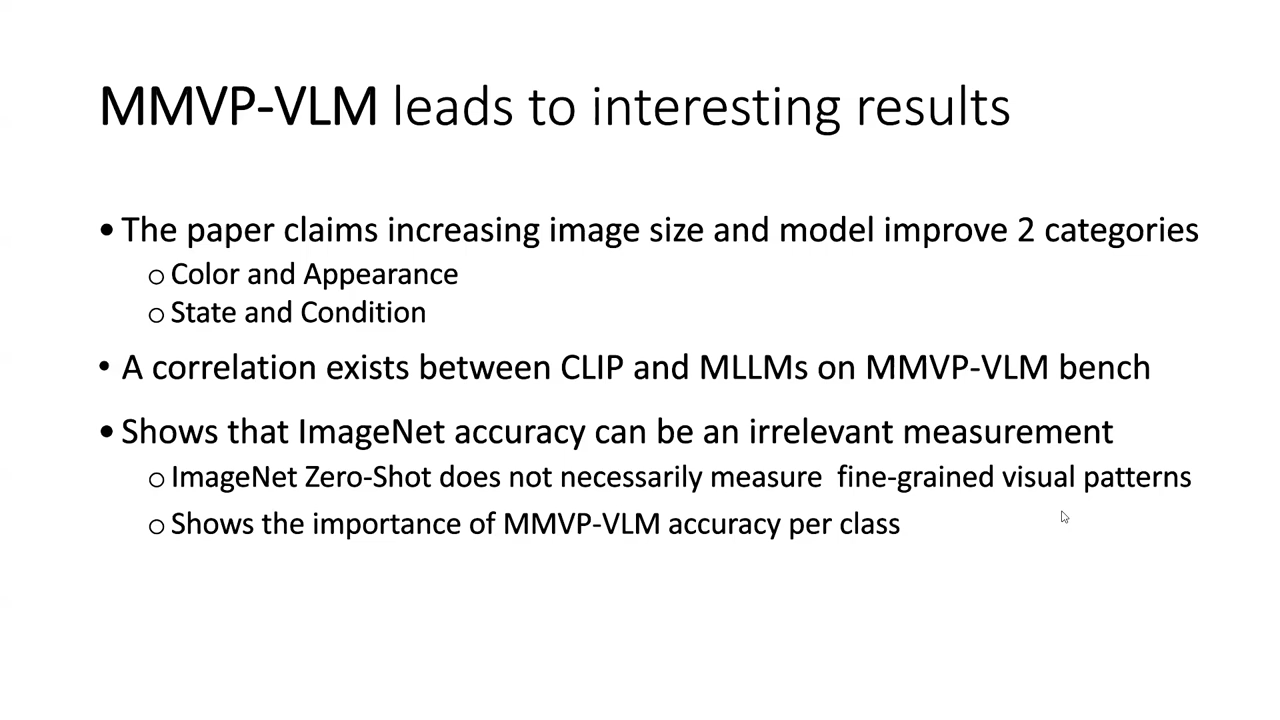 MMVP-VLM leads to interesting results
• The paper claims increasing image size and model improve 2 categories
o Color and Appearance
o State and Condition
• A correlation exists between CLIP and MLLMs on MMVP-VLM bench
• Shows that ImageNet accuracy can be an irrelevant measurement
o ImageNet Zero-Shot does not necessarily measure  fine-grained visual patterns
o Shows the importance of MMVP-VLM accuracy per class